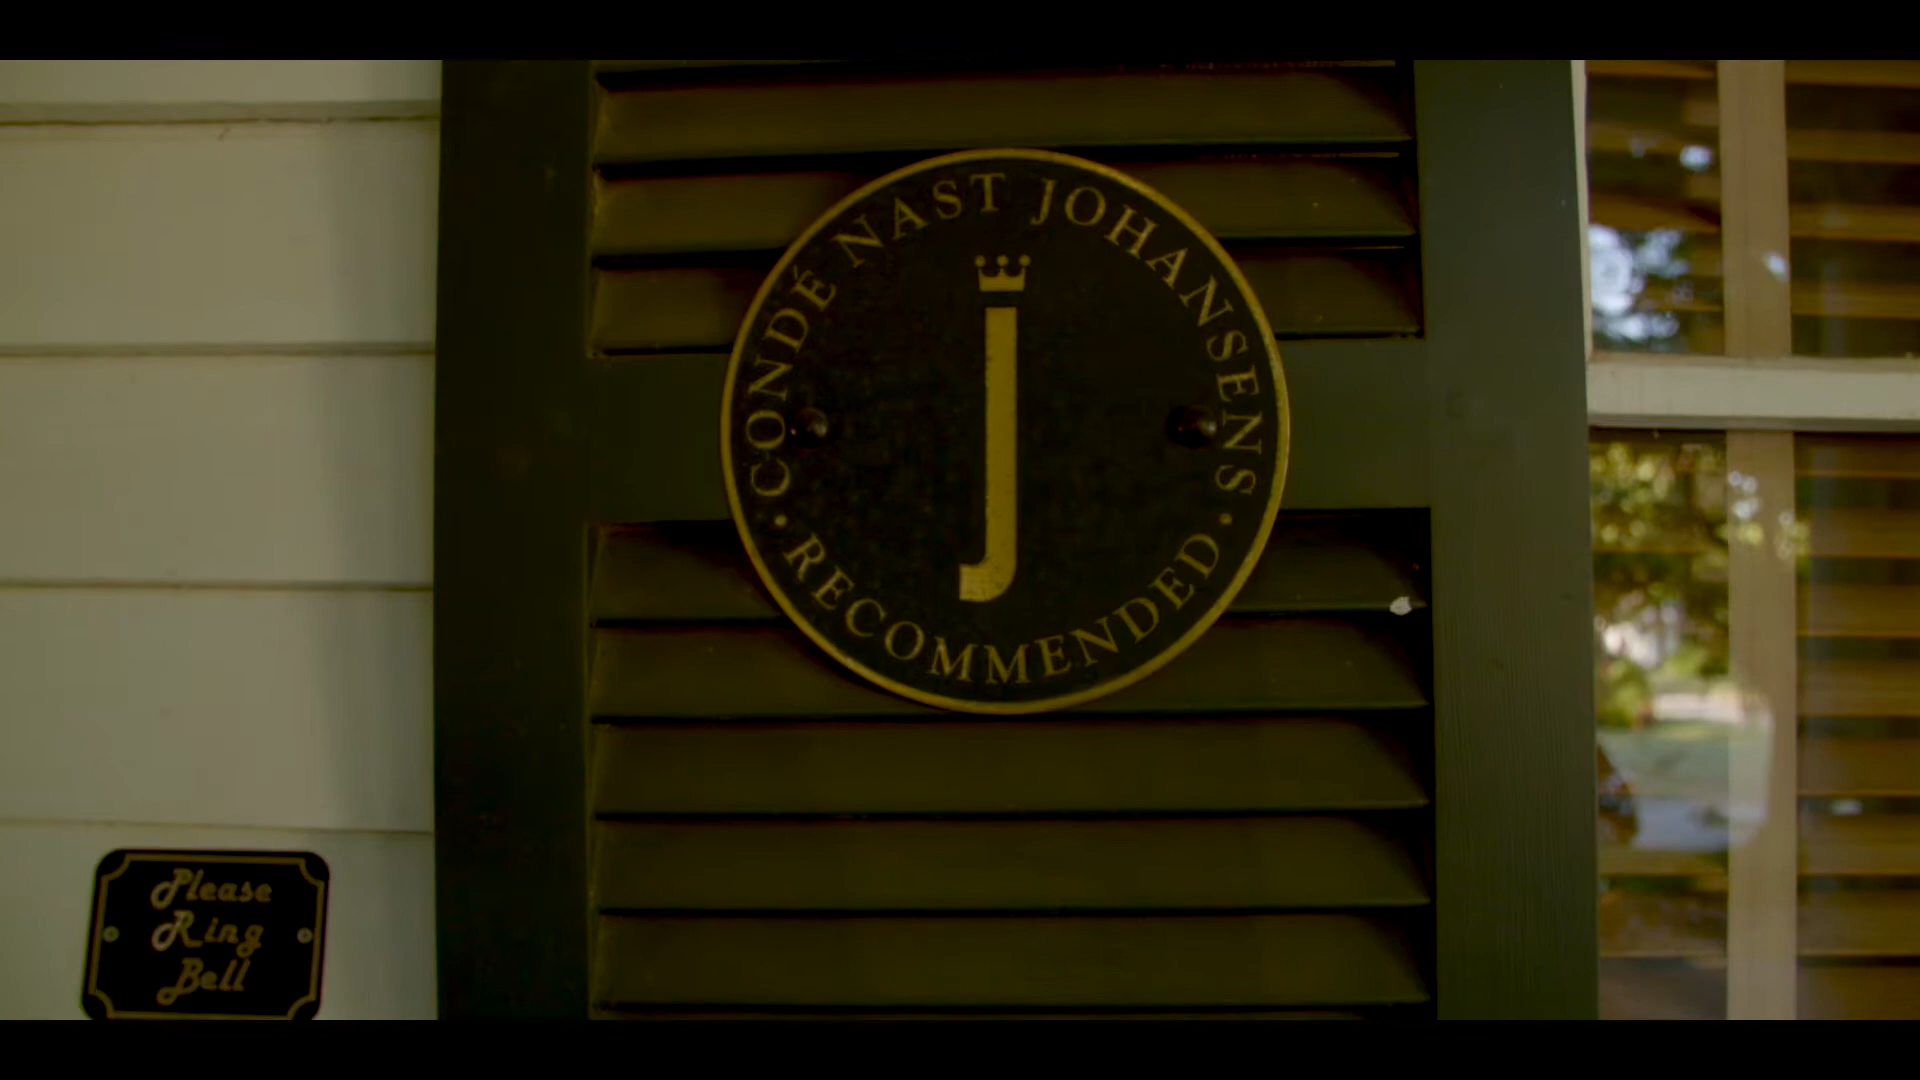 CONDÉ NAST JOHANSENS
J
· RECOMMENDED ·
Please
Ring
Bell